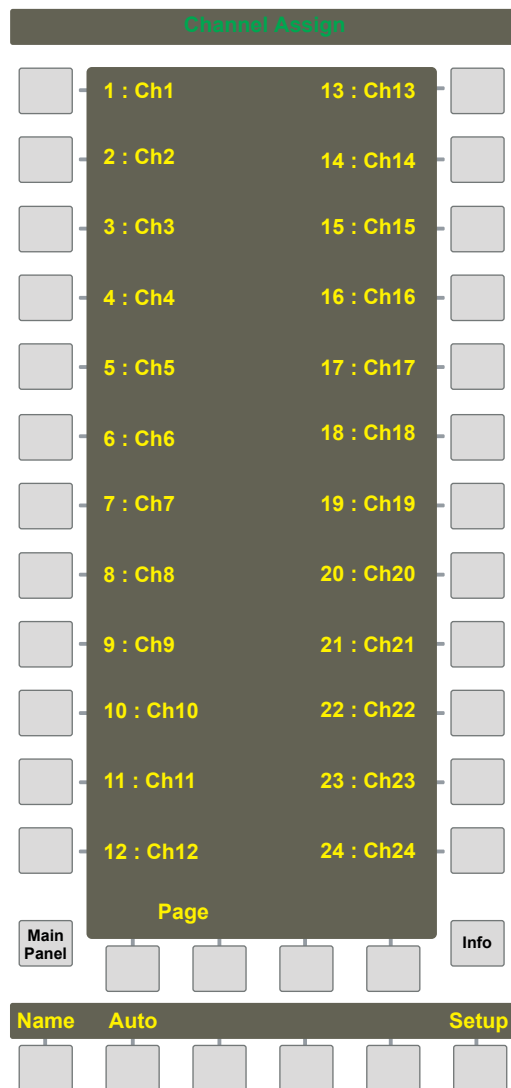 Channel Assign
1 : Ch1
13 : Ch13
2 : Ch2
14 : Ch14
3 : Ch3
15 : Ch15
4 : Ch4
16 : Ch16
5 : Ch5
17 : Ch17
6 : Ch6
18 : Ch18
7 : Ch7
19 : Ch19
8 : Ch8
20 : Ch20
9 : Ch9
21 : Ch21
10 : Ch10
22 : Ch22
11 : Ch11
23 : Ch23
12 : Ch12
24 : Ch24
Page
Main
Panel
Info
Name Auto Setup